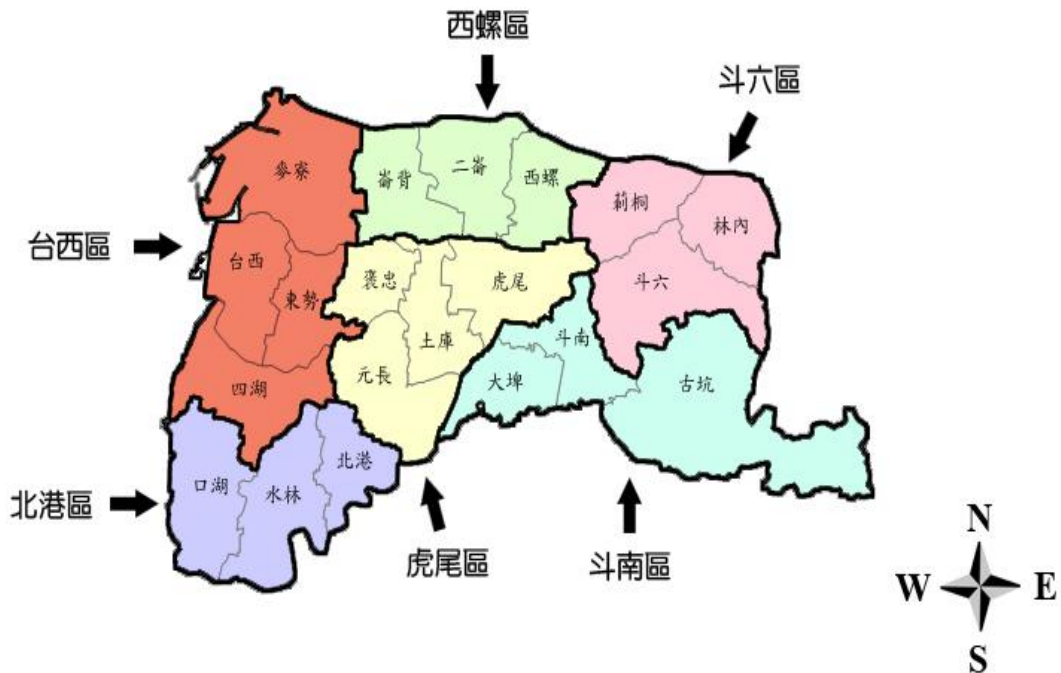 西螺區
斗六區
麥寮
崙背
二崙
西螺
莿桐
林內
台西區
台西
東勢
褒忠
虎尾
斗六
土庫
斗南
元長
大埤
古坑
四湖
北港
口湖
水林
北港區
虎尾區
斗南區
N
W
E
S